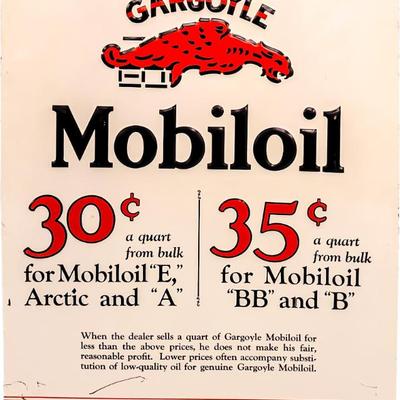 GARGOYLE
Mobiloil
30¢ a quart from bulk
for Mobiloil "E,"
Arctic and "A"
35¢ a quart from bulk
for Mobiloil
"BB" and "B"
When the dealer sells a quart of Gargoyle Mobiloil for
less than the above prices, he does not make his fair,
reasonable profit. Lower prices often accompany substi-
tution of low-quality oil for genuine Gargoyle Mobiloil.